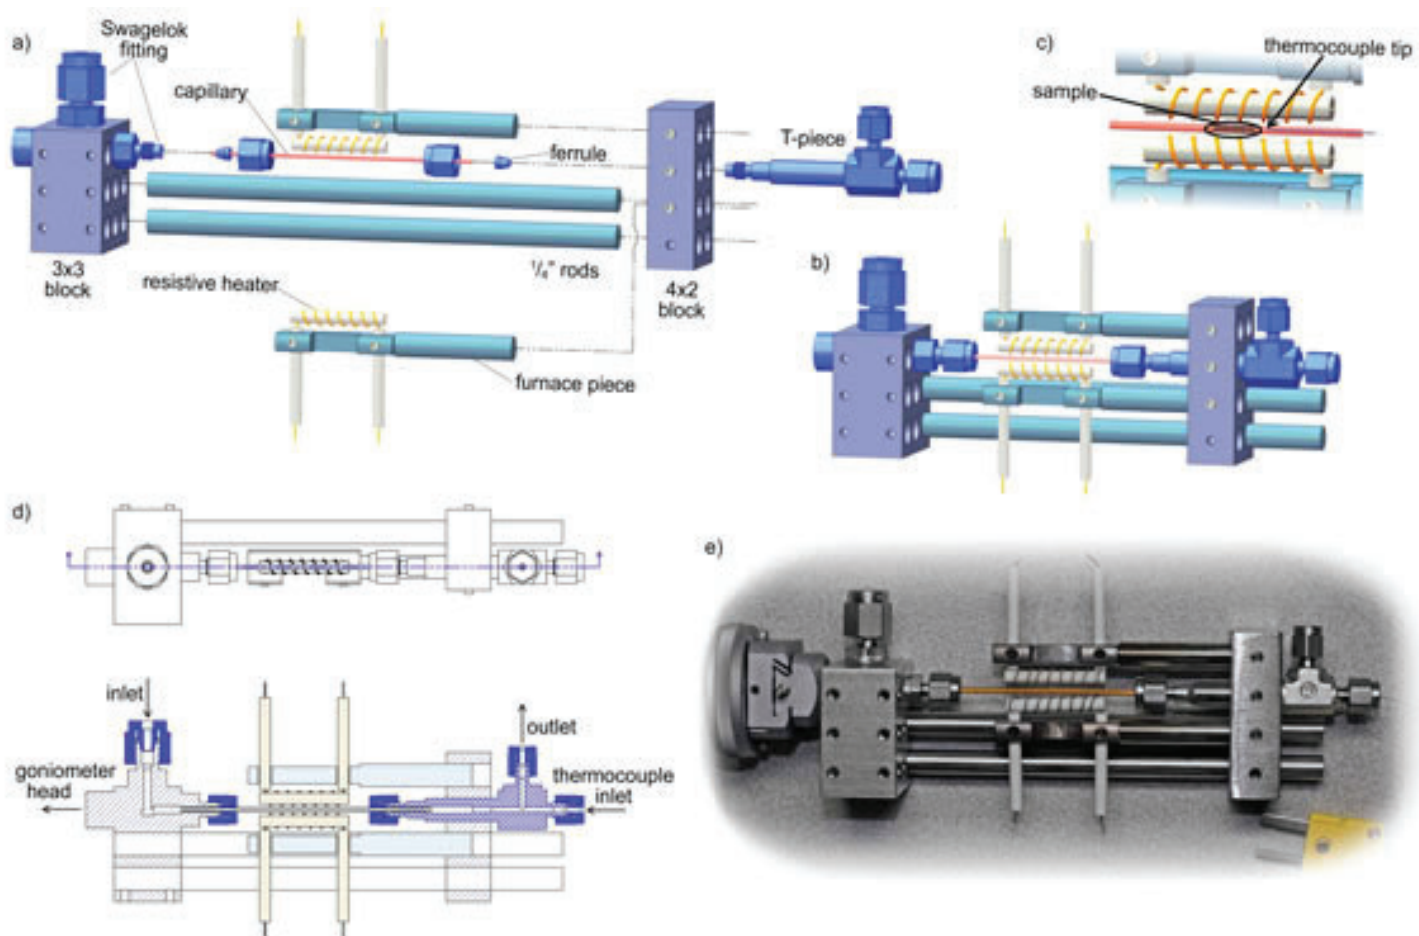 a)
Swagelok
fitting
capillary
ferrule
T-piece
3x3
block
1/4" rods
4x2
block
resistive heater
furnace piece
c)
thermocouple tip
sample
b)
d)
inlet
outlet
goniometer
head
thermocouple
inlet
e)